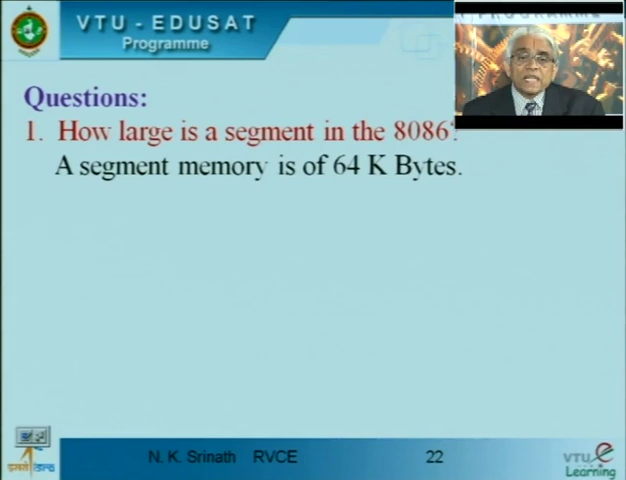 VTU - EDUSAT
Programme
Questions:
1. How large is a segment in the 8086?
A segment memory is of 64 K Bytes.
N. K. Srinath RVCE 22
VTU e
Learning